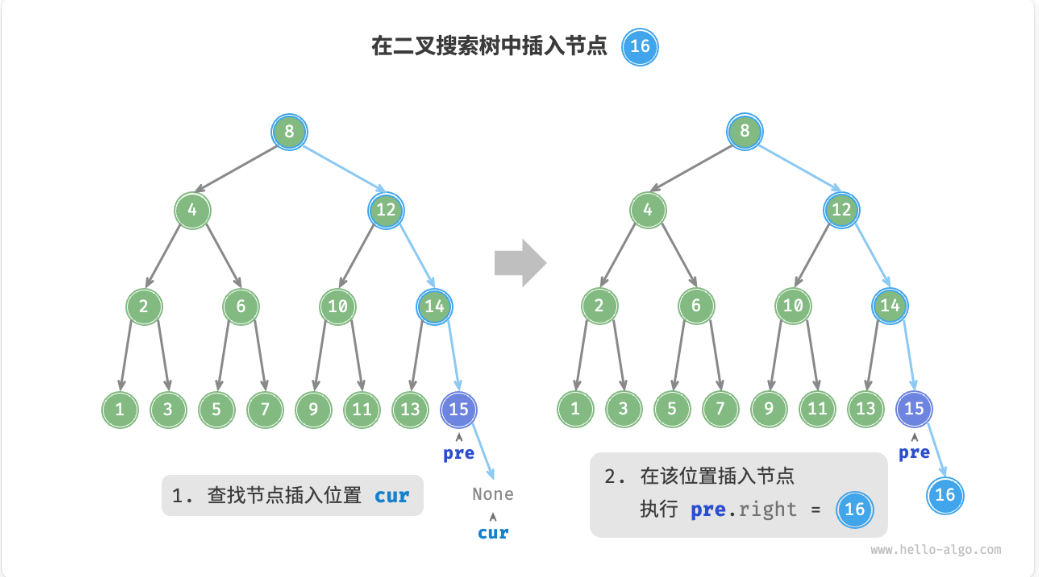 在二叉搜索树中插入节点 16
8
4 12
2 6 10 14
1 3 5 7 9 11 13 15
pre
1. 查找节点插入位置 cur
None
cur
8
4 12
2 6 10 14
1 3 5 7 9 11 13 15
pre
2. 在该位置插入节点
执行 pre.right = 16
16
www.hello-algo.com